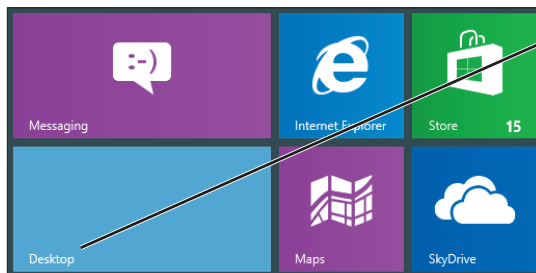 :-)
Messaging
Internet Explorer
Store 15
Desktop
Maps
SkyDrive